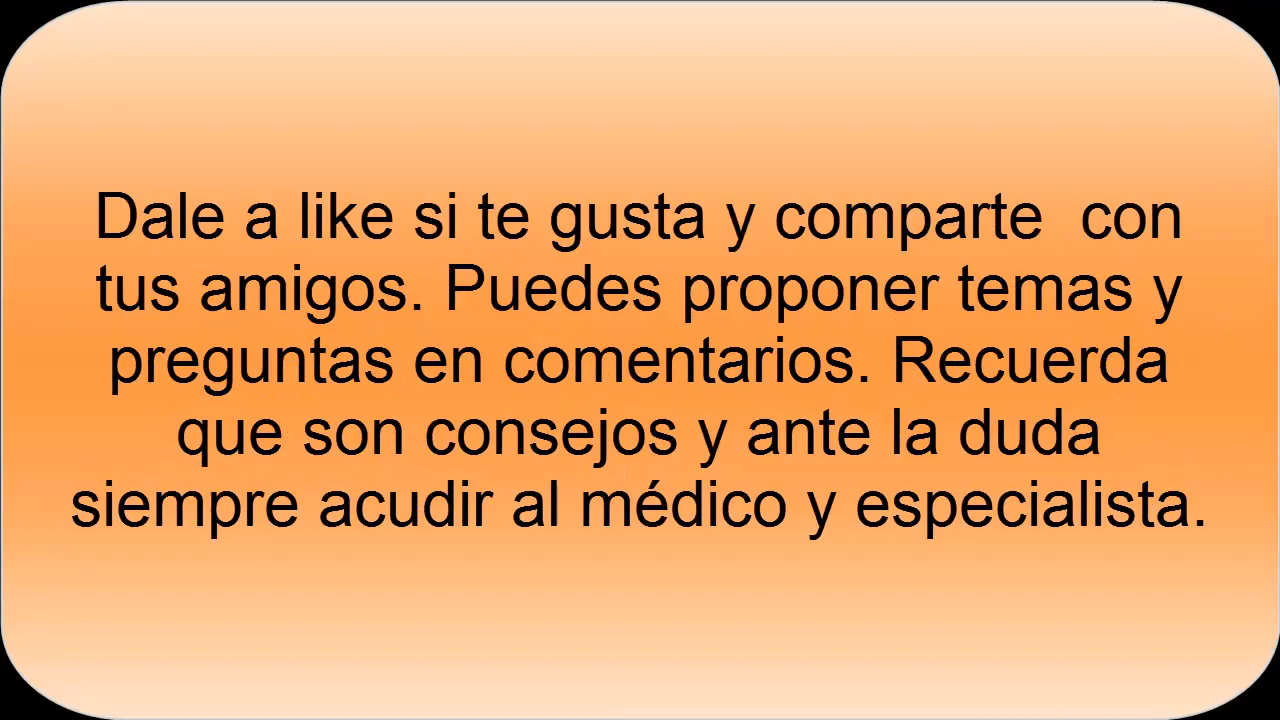 Dale a like si te gusta y comparte  con
tus amigos. Puedes proponer temas y
preguntas en comentarios. Recuerda
que son consejos y ante la duda
siempre acudir al médico y especialista.